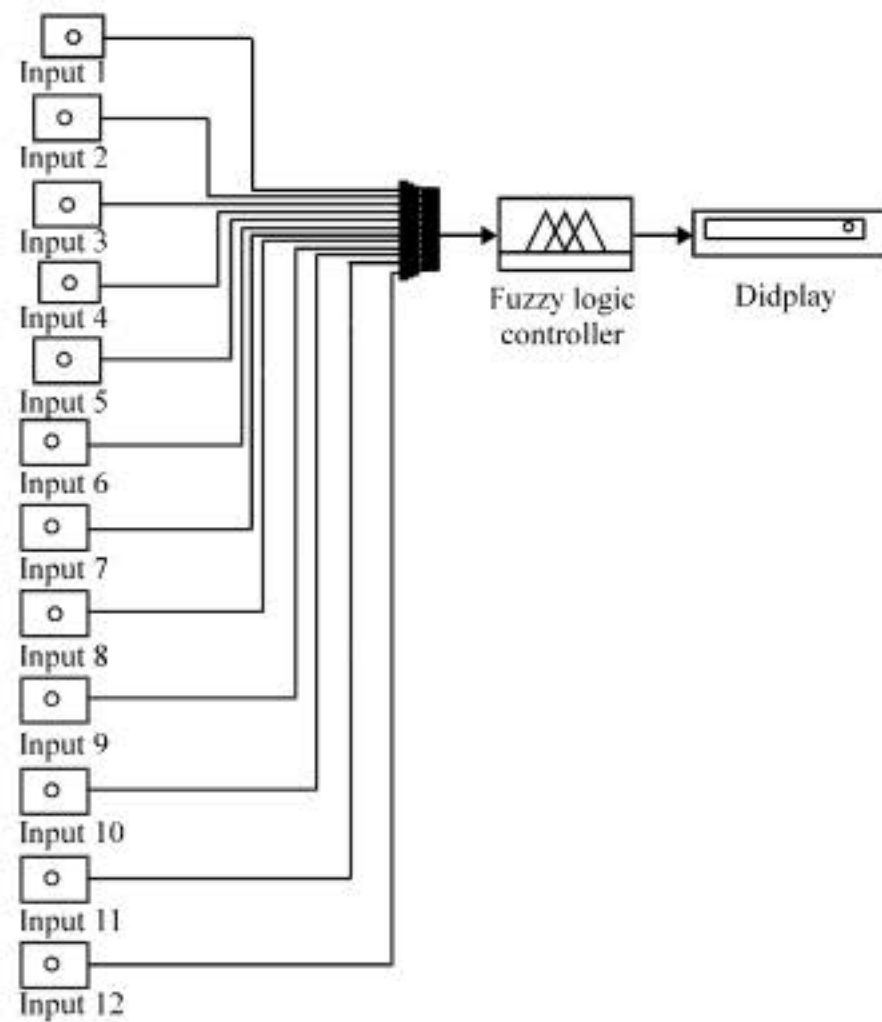 Input 1
Input 2
Input 3
Input 4
Input 5
Input 6
Input 7
Input 8
Input 9
Input 10
Input 11
Input 12
Fuzzy logic
controller
Didplay